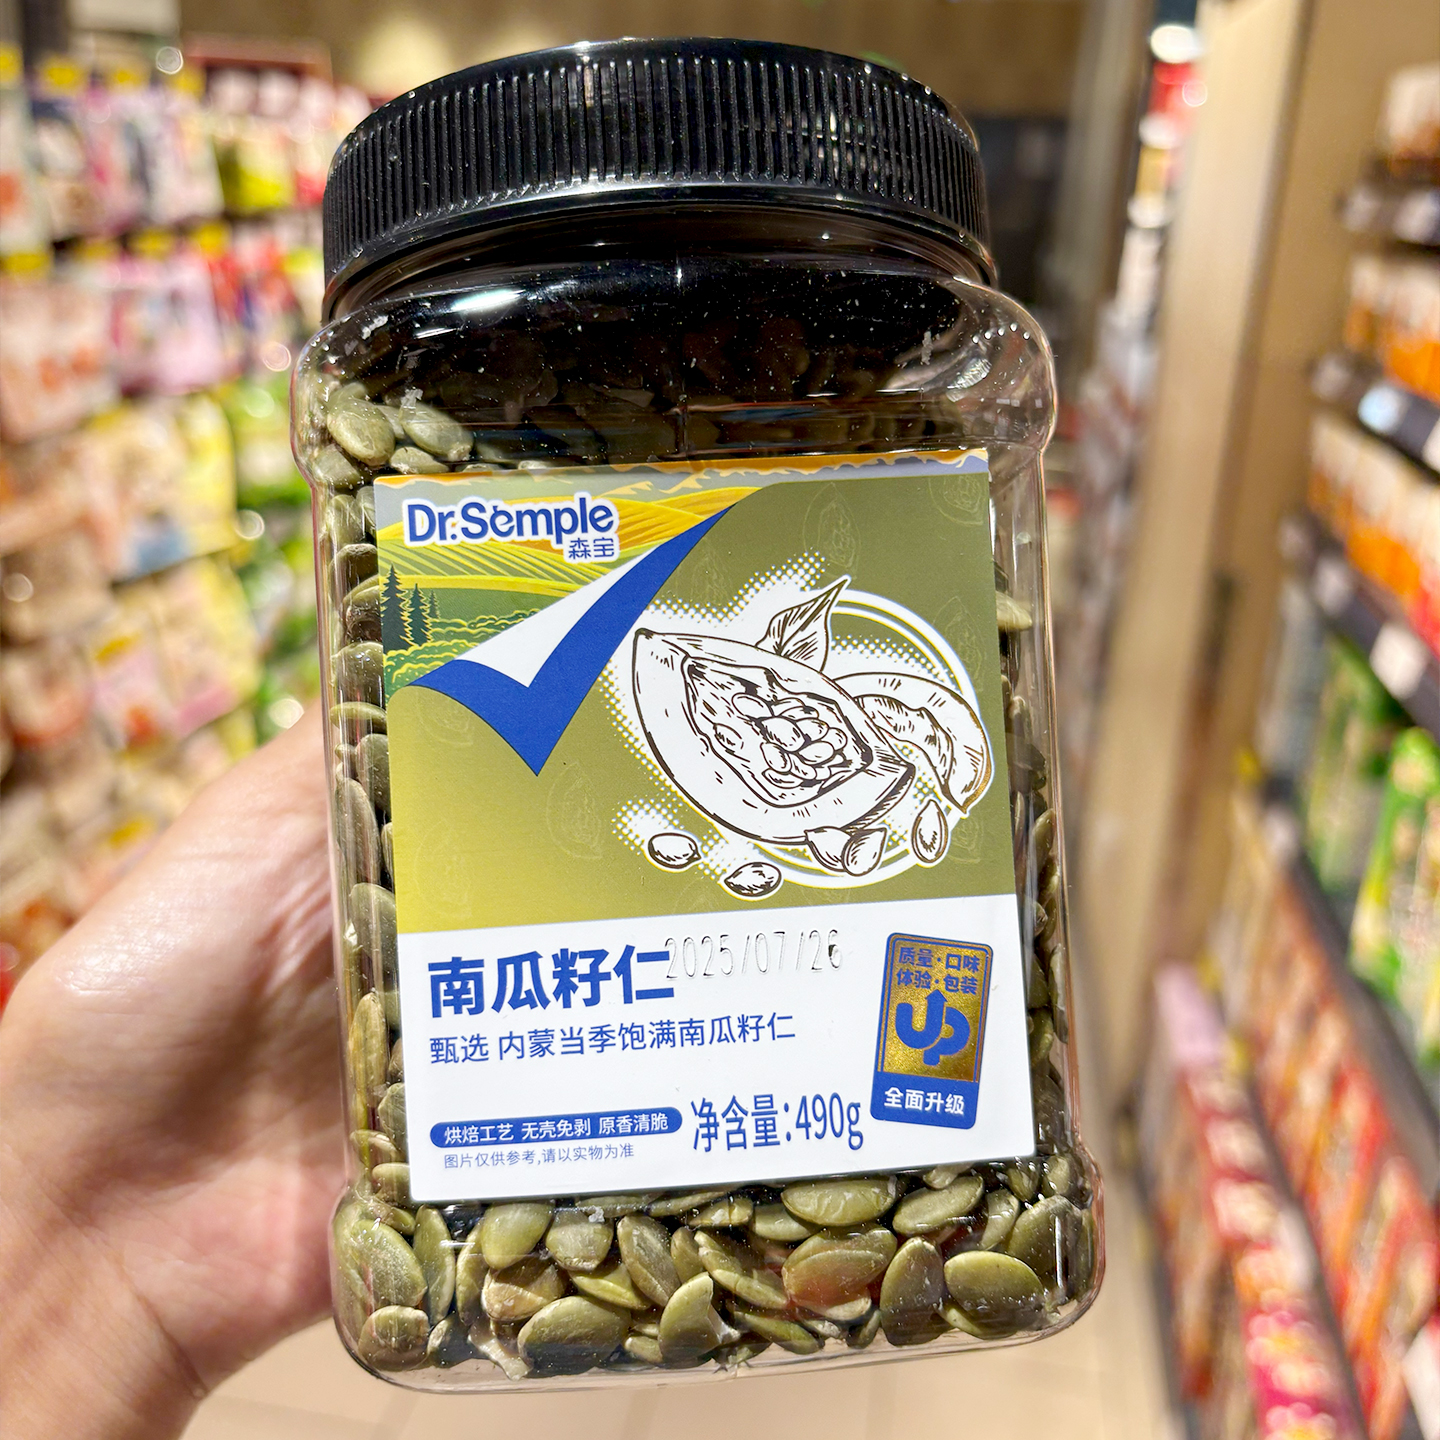 Dr.Semple
森宝
南瓜籽仁
2025/07/26
甄选 内蒙当季饱满南瓜籽仁
质量·口味
体验·包装
UP
全面升级
烘焙工艺 无壳免剥 原香清脆
净含量:490g
图片仅供参考,请以实物为准